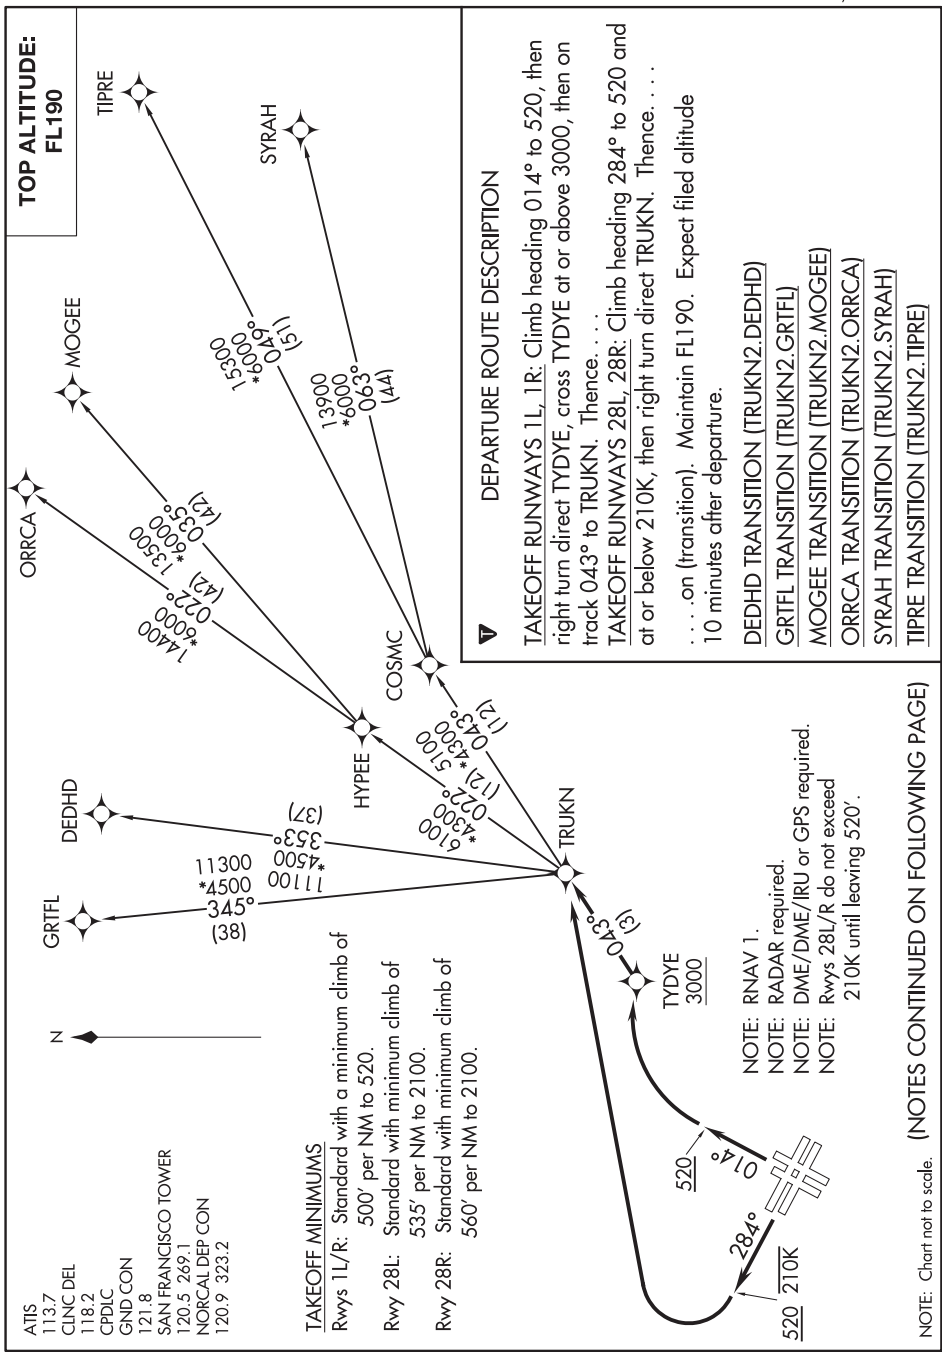 TOP ALTITUDE:
FL190
ATIS
113.7
CLNC DEL
118.2
CPDLC
GND CON
121.8
SAN FRANCISCO TOWER
120.5 269.1
NORCAL DEP CON
120.9 323.2
N
TAKEOFF MINIMUMS
Rwys 1L/R: Standard with a minimum climb of
500' per NM to 520.
Rwy 28L: Standard with minimum climb of
535' per NM to 2100.
Rwy 28R: Standard with minimum climb of
560' per NM to 2100.
GRTFL
DEDHD
ORRCA
MOGEE
TIPRE
SYRAH
11300
*4500
345°
(38)
11100
*4500
353°
(37)
14400
*6000
022°
(42)
13500
*6000
035°
(42)
15300
*6000
049°
(51)
13900
*6000
063°
(44)
HYPEE
COSMC
6100
*4300
022°
(12)
5100
*4300
043°
(12)
TRUKN
043°
(3)
TYDYE
3000
520
014°
284°
520 210K
NOTE: RNAV 1.
NOTE: RADAR required.
NOTE: DME/DME/IRU or GPS required.
NOTE: Rwys 28L/R do not exceed
210K until leaving 520'.
NOTE: Chart not to scale.
(NOTES CONTINUED ON FOLLOWING PAGE)
T
DEPARTURE ROUTE DESCRIPTION
TAKEOFF RUNWAYS 1L, 1R: Climb heading 014° to 520, then
right turn direct TYDYE, cross TYDYE at or above 3000, then on
track 043° to TRUKN. Thence. . . .
TAKEOFF RUNWAYS 28L, 28R: Climb heading 284° to 520 and
at or below 210K, then right turn direct TRUKN. Thence. . . .
. . . .on (transition). Maintain FL190. Expect filed altitude
10 minutes after departure.
DEDHD TRANSITION (TRUKN2.DEDHD)
GRTFL TRANSITION (TRUKN2.GRTFL)
MOGEE TRANSITION (TRUKN2.MOGEE)
ORRCA TRANSITION (TRUKN2.ORRCA)
SYRAH TRANSITION (TRUKN2.SYRAH)
TIPRE TRANSITION (TRUKN2.TIPRE)